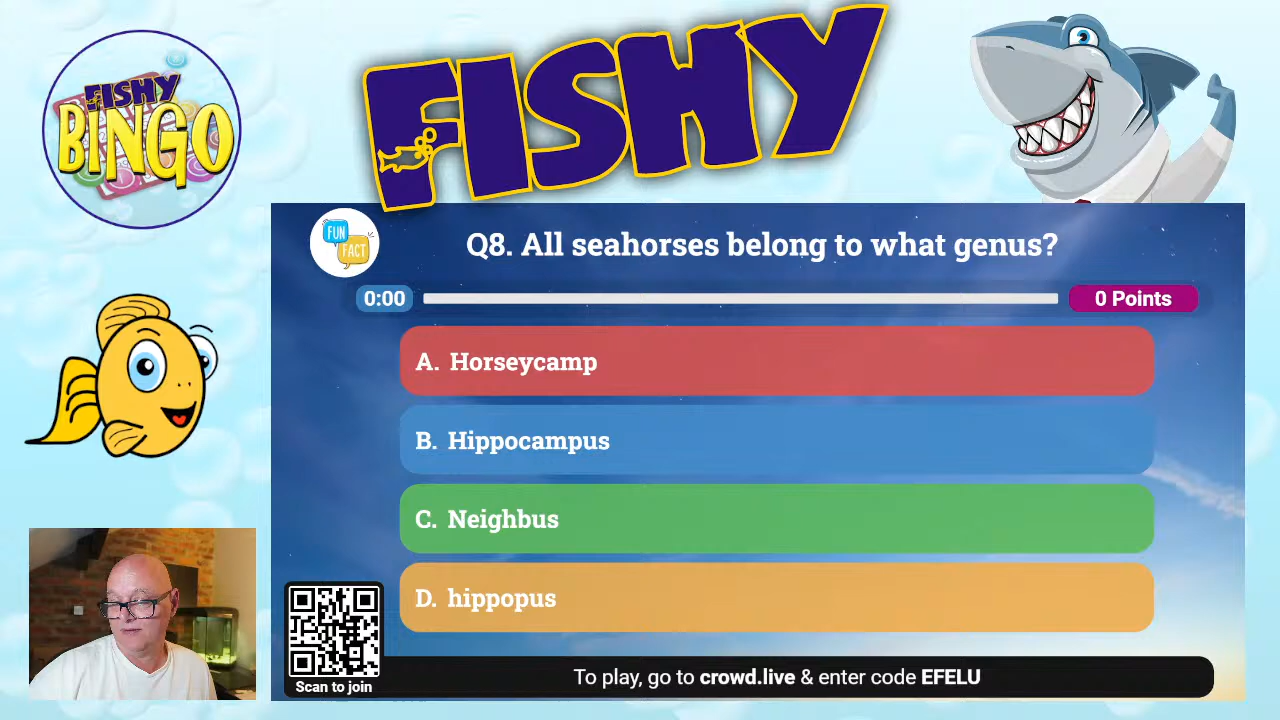 FISHY
BINGO
FISHY
FUN
FACT
Q8. All seahorses belong to what genus?
0:00
0 Points
A. Horseycamp
B. Hippocampus
C. Neighbus
D. hippopus
Scan to join
To play, go to crowd.live & enter code EFELU